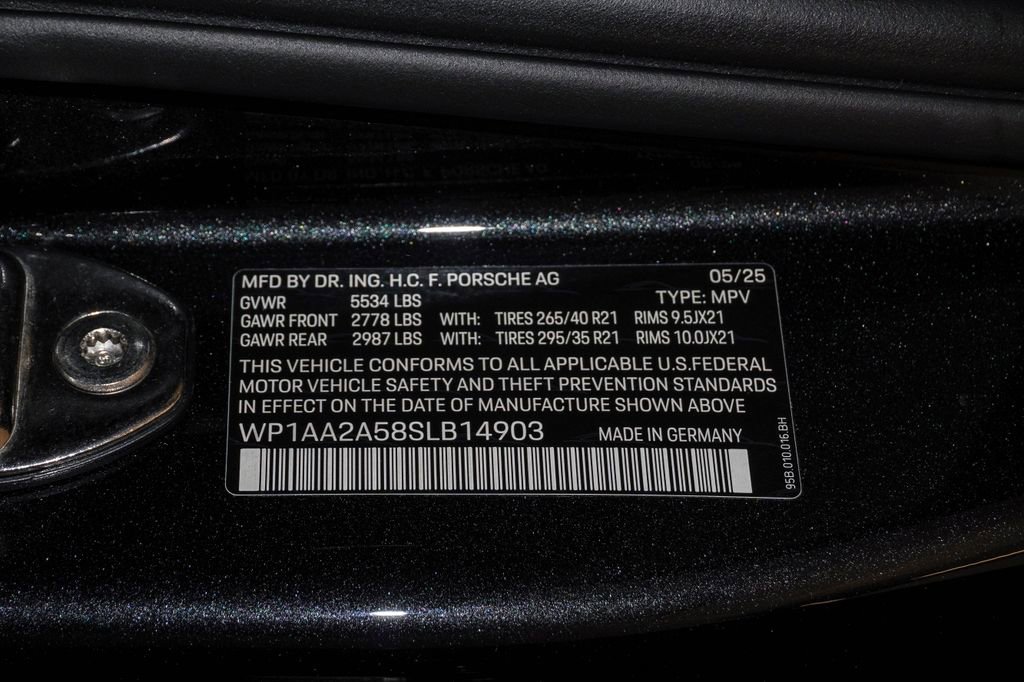 MFD BY DR. ING. H.C. F. PORSCHE AG 05/25
GVWR 5534 LBS TYPE: MPV
GAWR FRONT 2778 LBS WITH: TIRES 265/40 R21 RIMS 9.5JX21
GAWR REAR 2987 LBS WITH: TIRES 295/35 R21 RIMS 10.0JX21
THIS VEHICLE CONFORMS TO ALL APPLICABLE U.S.FEDERAL
MOTOR VEHICLE SAFETY AND THEFT PREVENTION STANDARDS
IN EFFECT ON THE DATE OF MANUFACTURE SHOWN ABOVE
WP1AA2A58SLB14903 MADE IN GERMANY
95B.010.016.BH